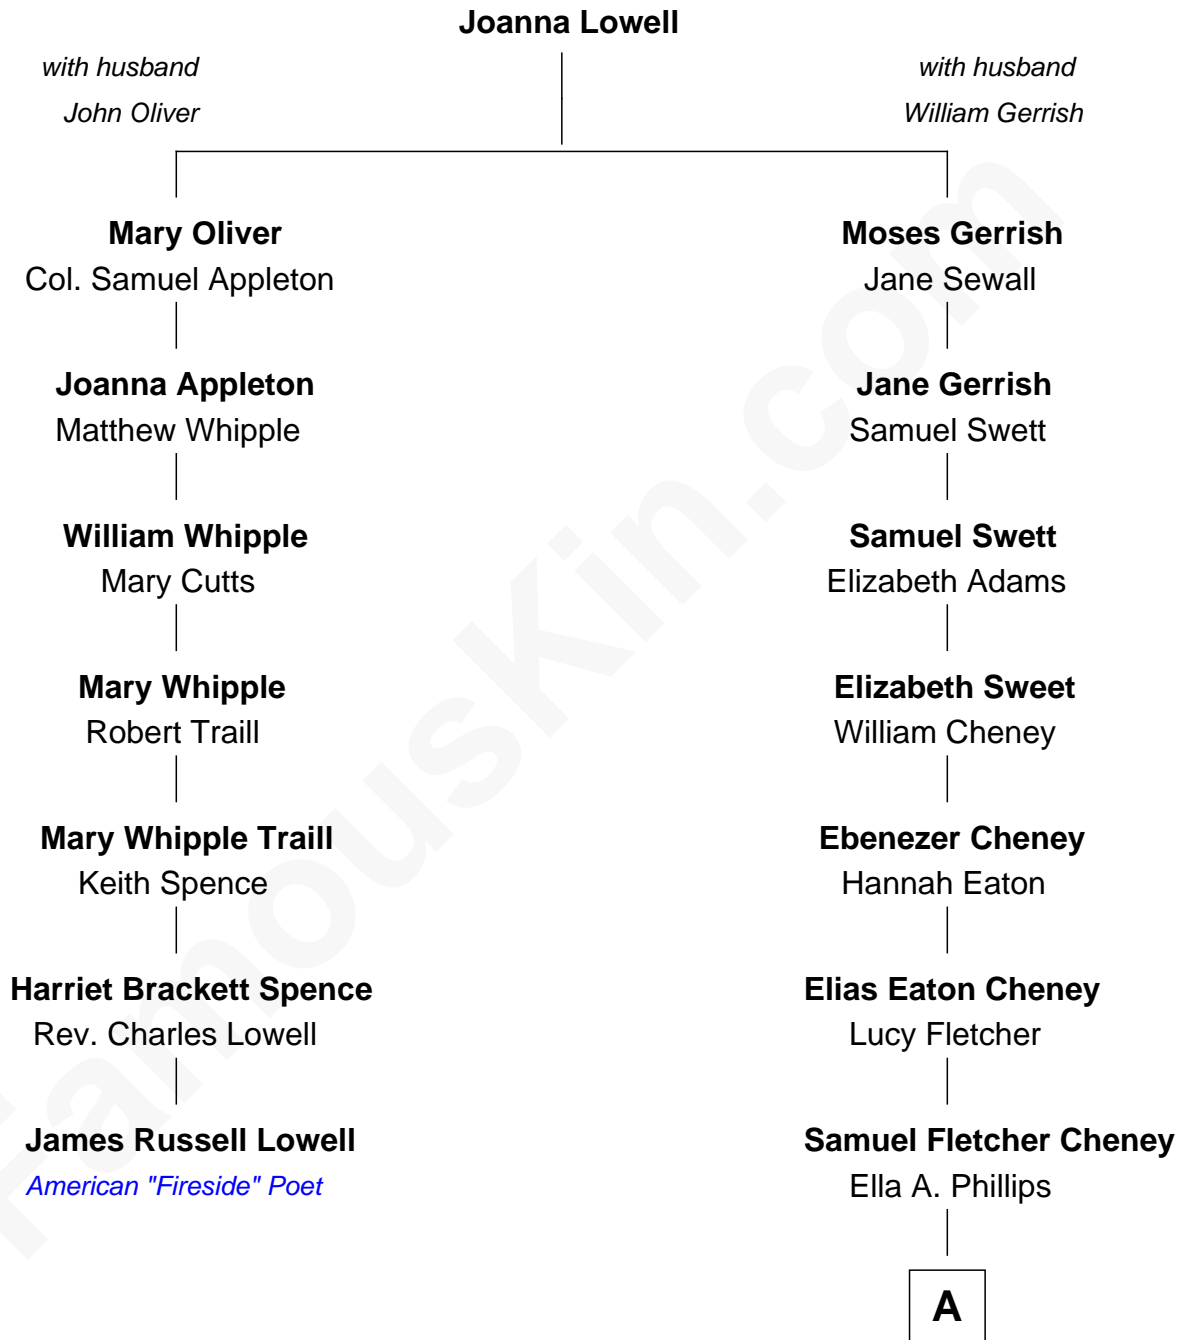 Joanna Lowell
with husband
John Oliver
with husband
William Gerrish
Mary Oliver
Col. Samuel Appleton
Moses Gerrish
Jane Sewall
Joanna Appleton
Matthew Whipple
Jane Gerrish
Samuel Swett
William Whipple
Mary Cutts
Samuel Swett
Elizabeth Adams
Mary Whipple
Robert Traill
Elizabeth Sweet
William Cheney
Mary Whipple Traill
Keith Spence
Ebenezer Cheney
Hannah Eaton
Harriet Brackett Spence
Rev. Charles Lowell
Elias Eaton Cheney
Lucy Fletcher
James Russell Lowell
American "Fireside" Poet
Samuel Fletcher Cheney
Ella A. Phillips
A
FamousKin.com